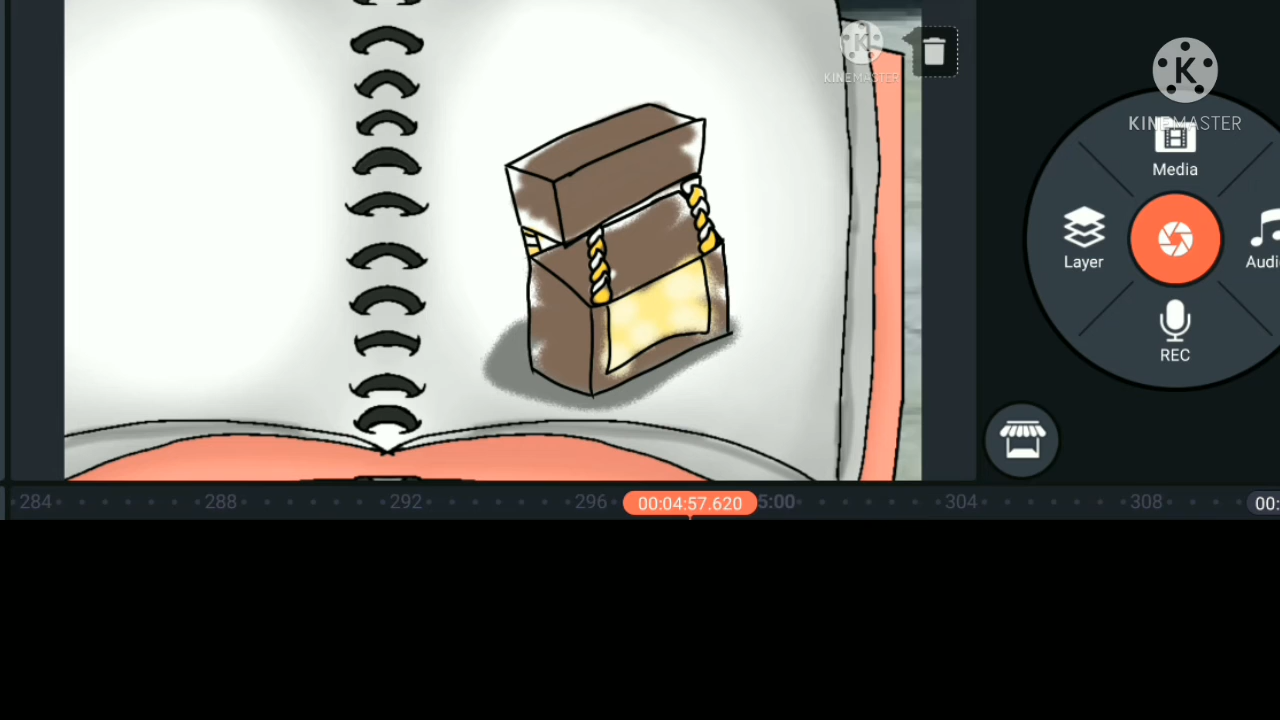 KINEMASTER
K
KINEMASTER
Media
Layer
Audi
REC
284
288
292
296
00:04:57.620
5:00
304
308
00: